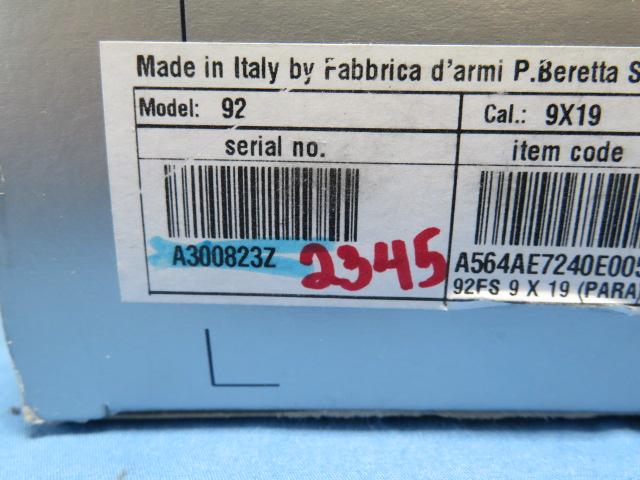 Made in Italy by Fabbrica d'armi P.Beretta S
Model: 92
Cal.: 9X19
serial no.
item code
A300823Z
2345
A564AE7240E005
92FS 9 X 19 (PARA)